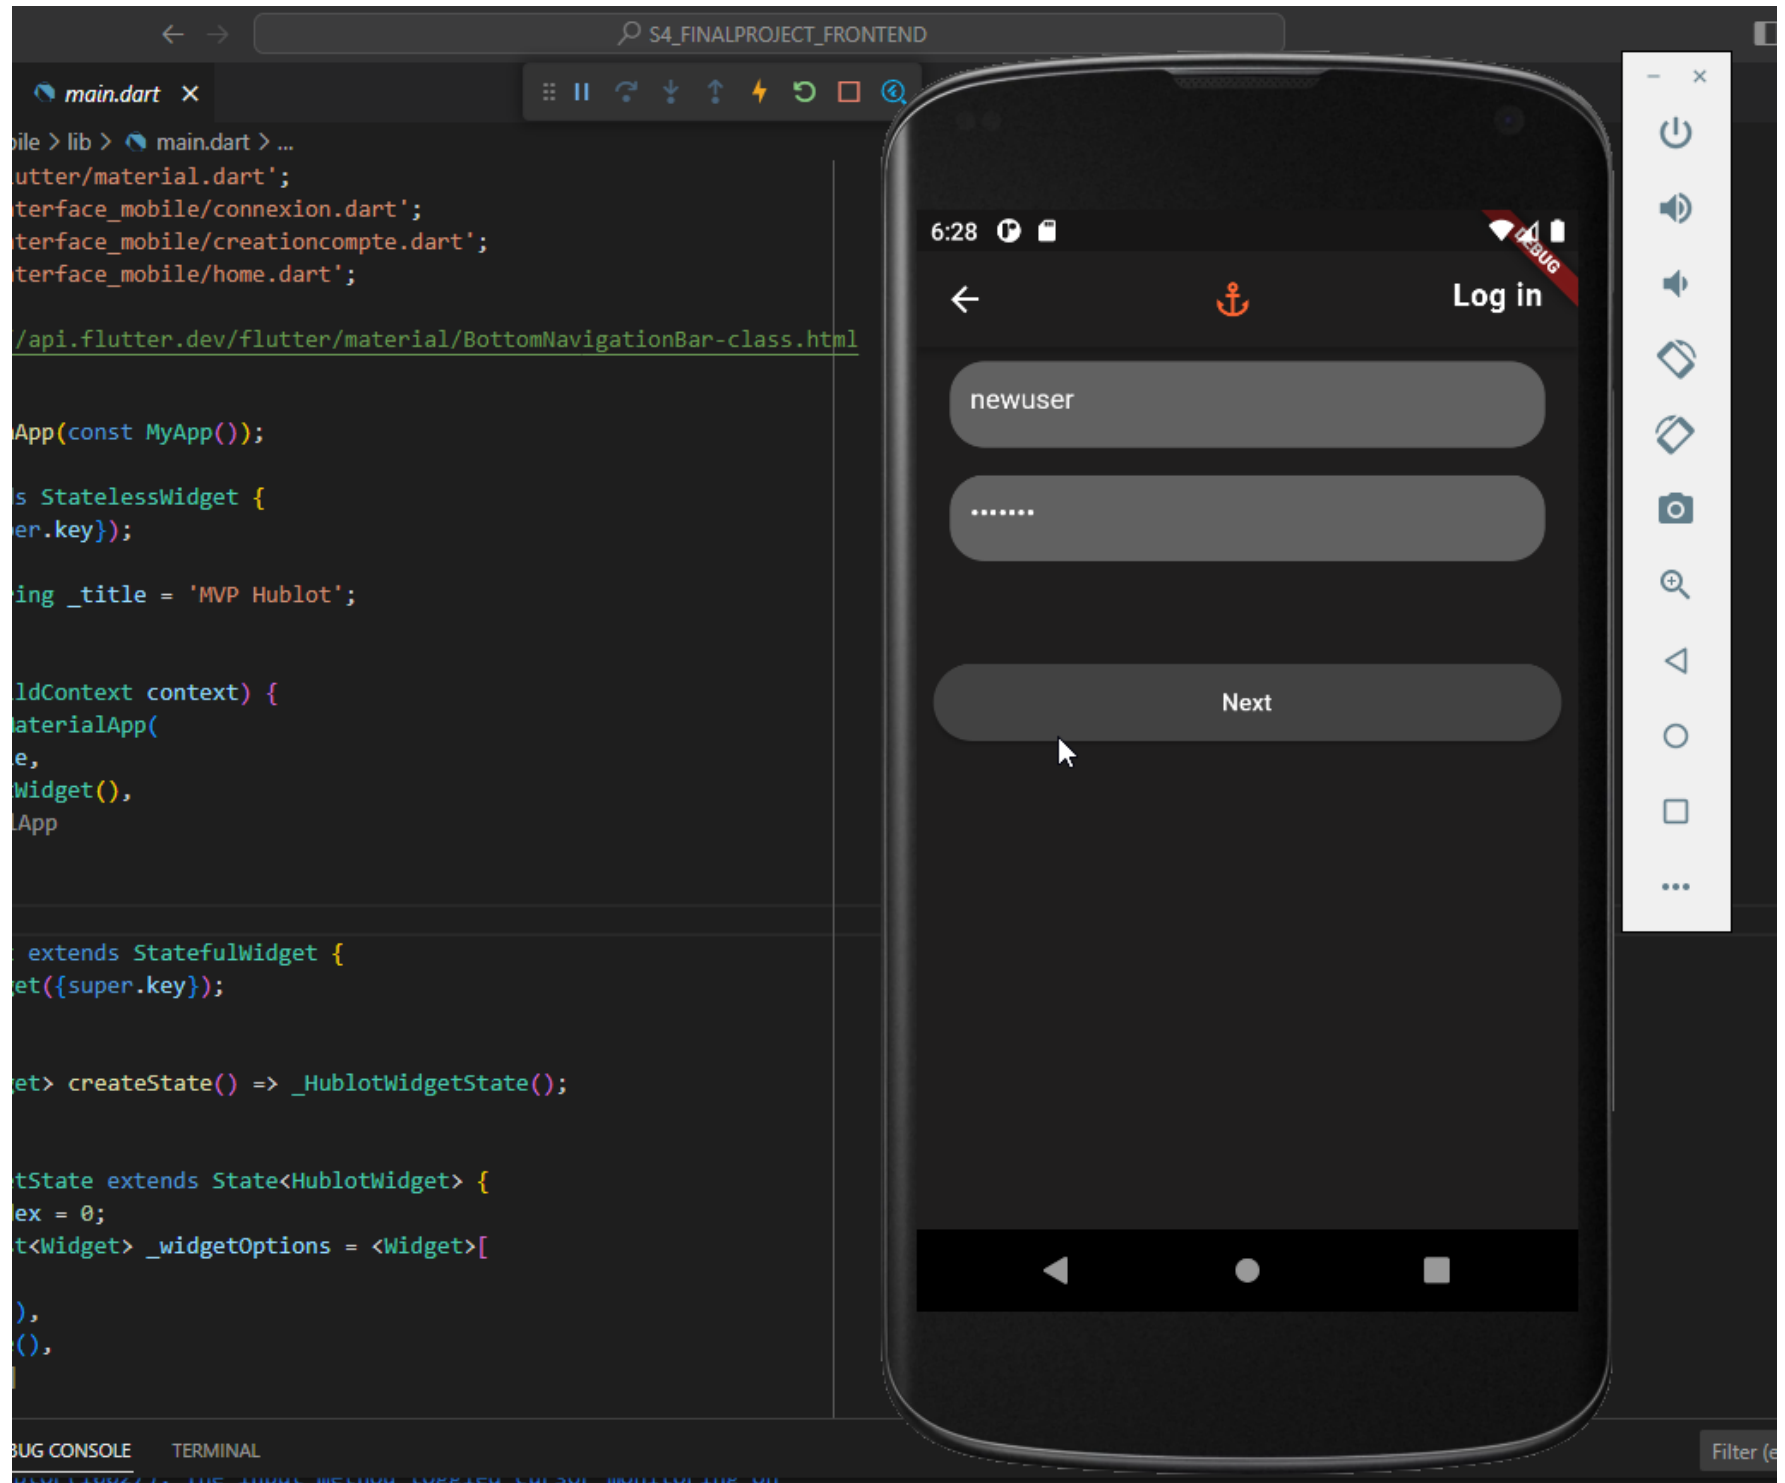 S4_FINALPROJECT_FRONTEND
main.dart
bile > lib > main.dart > ...
utter/material.dart';
terface_mobile/connexion.dart';
terface_mobile/creationcompte.dart';
terface_mobile/home.dart';
/api.flutter.dev/flutter/material/BottomNavigationBar-class.html
App(const MyApp());
s StatelessWidget {
er.key});
ing _title = 'MVP Hublot';
ldContext context) {
aterialApp(
e,
Widget(),
lApp
extends StatefulWidget {
et({super.key});
et> createState() => _HublotWidgetState();
tState extends State<HublotWidget> {
ex = 0;
t<Widget> _widgetOptions = <Widget>[
),
(),
BUG CONSOLE TERMINAL
6:28
DEBUG
Log in
newuser
•••••••
Next
Filter (e